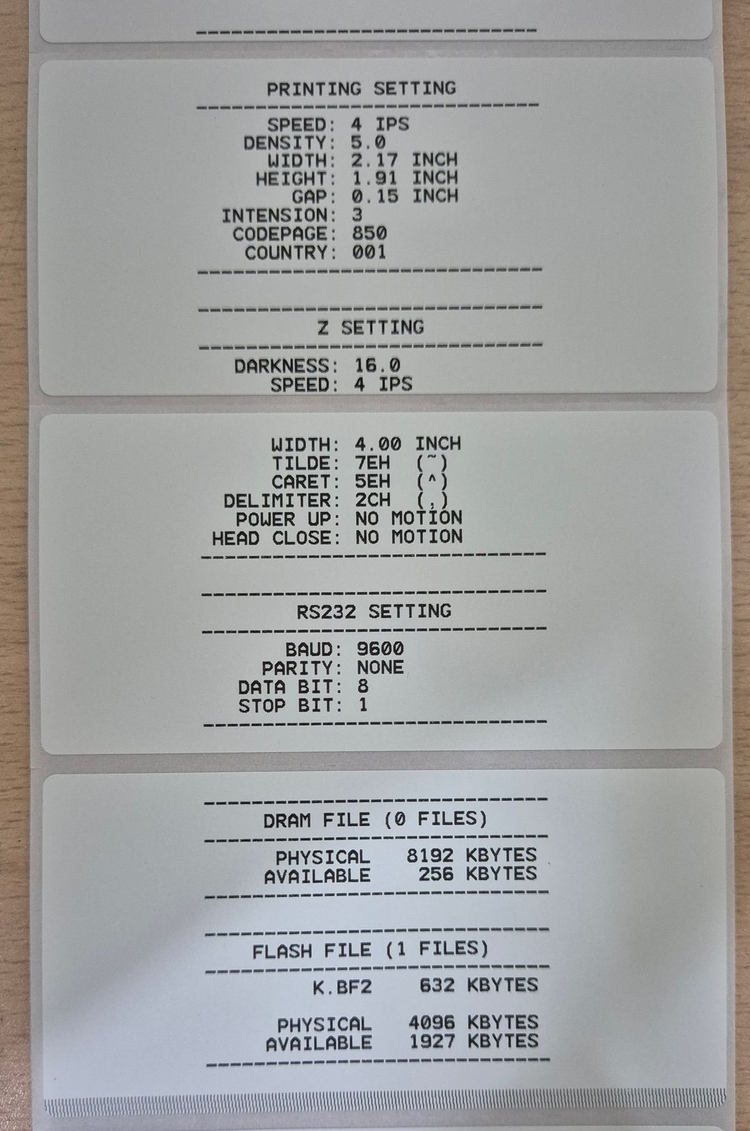 PRINTING SETTING
SPEED: 4 IPS
DENSITY: 5.0
WIDTH: 2.17 INCH
HEIGHT: 1.91 INCH
GAP: 0.15 INCH
INTENSION: 3
CODEPAGE: 850
COUNTRY: 001
Z SETTING
DARKNESS: 16.0
SPEED: 4 IPS
WIDTH: 4.00 INCH
TILDE: 7EH (~)
CARET: 5EH (^)
DELIMITER: 2CH (,)
POWER UP: NO MOTION
HEAD CLOSE: NO MOTION
RS232 SETTING
BAUD: 9600
PARITY: NONE
DATA BIT: 8
STOP BIT: 1
DRAM FILE (0 FILES)
PHYSICAL 8192 KBYTES
AVAILABLE 256 KBYTES
FLASH FILE (1 FILES)
K.BF2 632 KBYTES
PHYSICAL 4096 KBYTES
AVAILABLE 1927 KBYTES